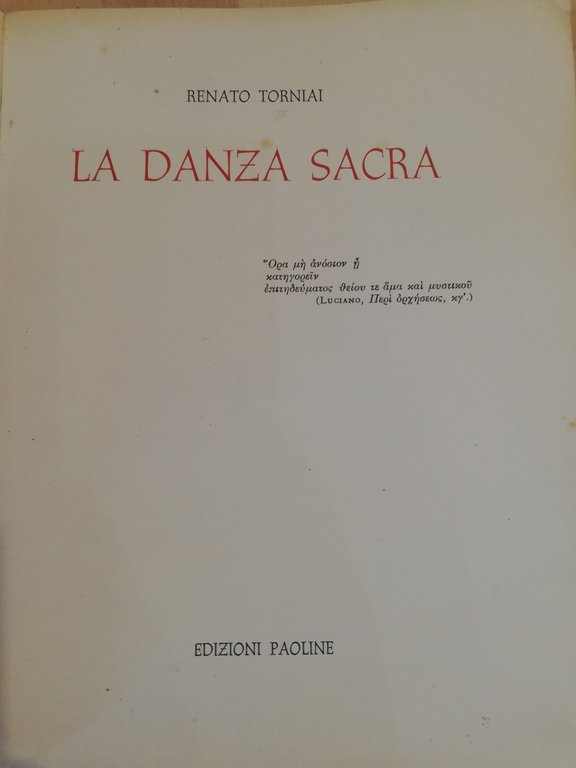 RENATO TORNIAI
LA DANZA SACRA
Ὅρα μὴ ἀνόσιον ᾖ
κατηγορεῖν
ἐπιτηδεύματος θείου τε ἅμα καὶ μυστικοῦ
(LUCIANO, Περὶ ὀρχήσεως, κγ'.)
EDIZIONI PAOLINE